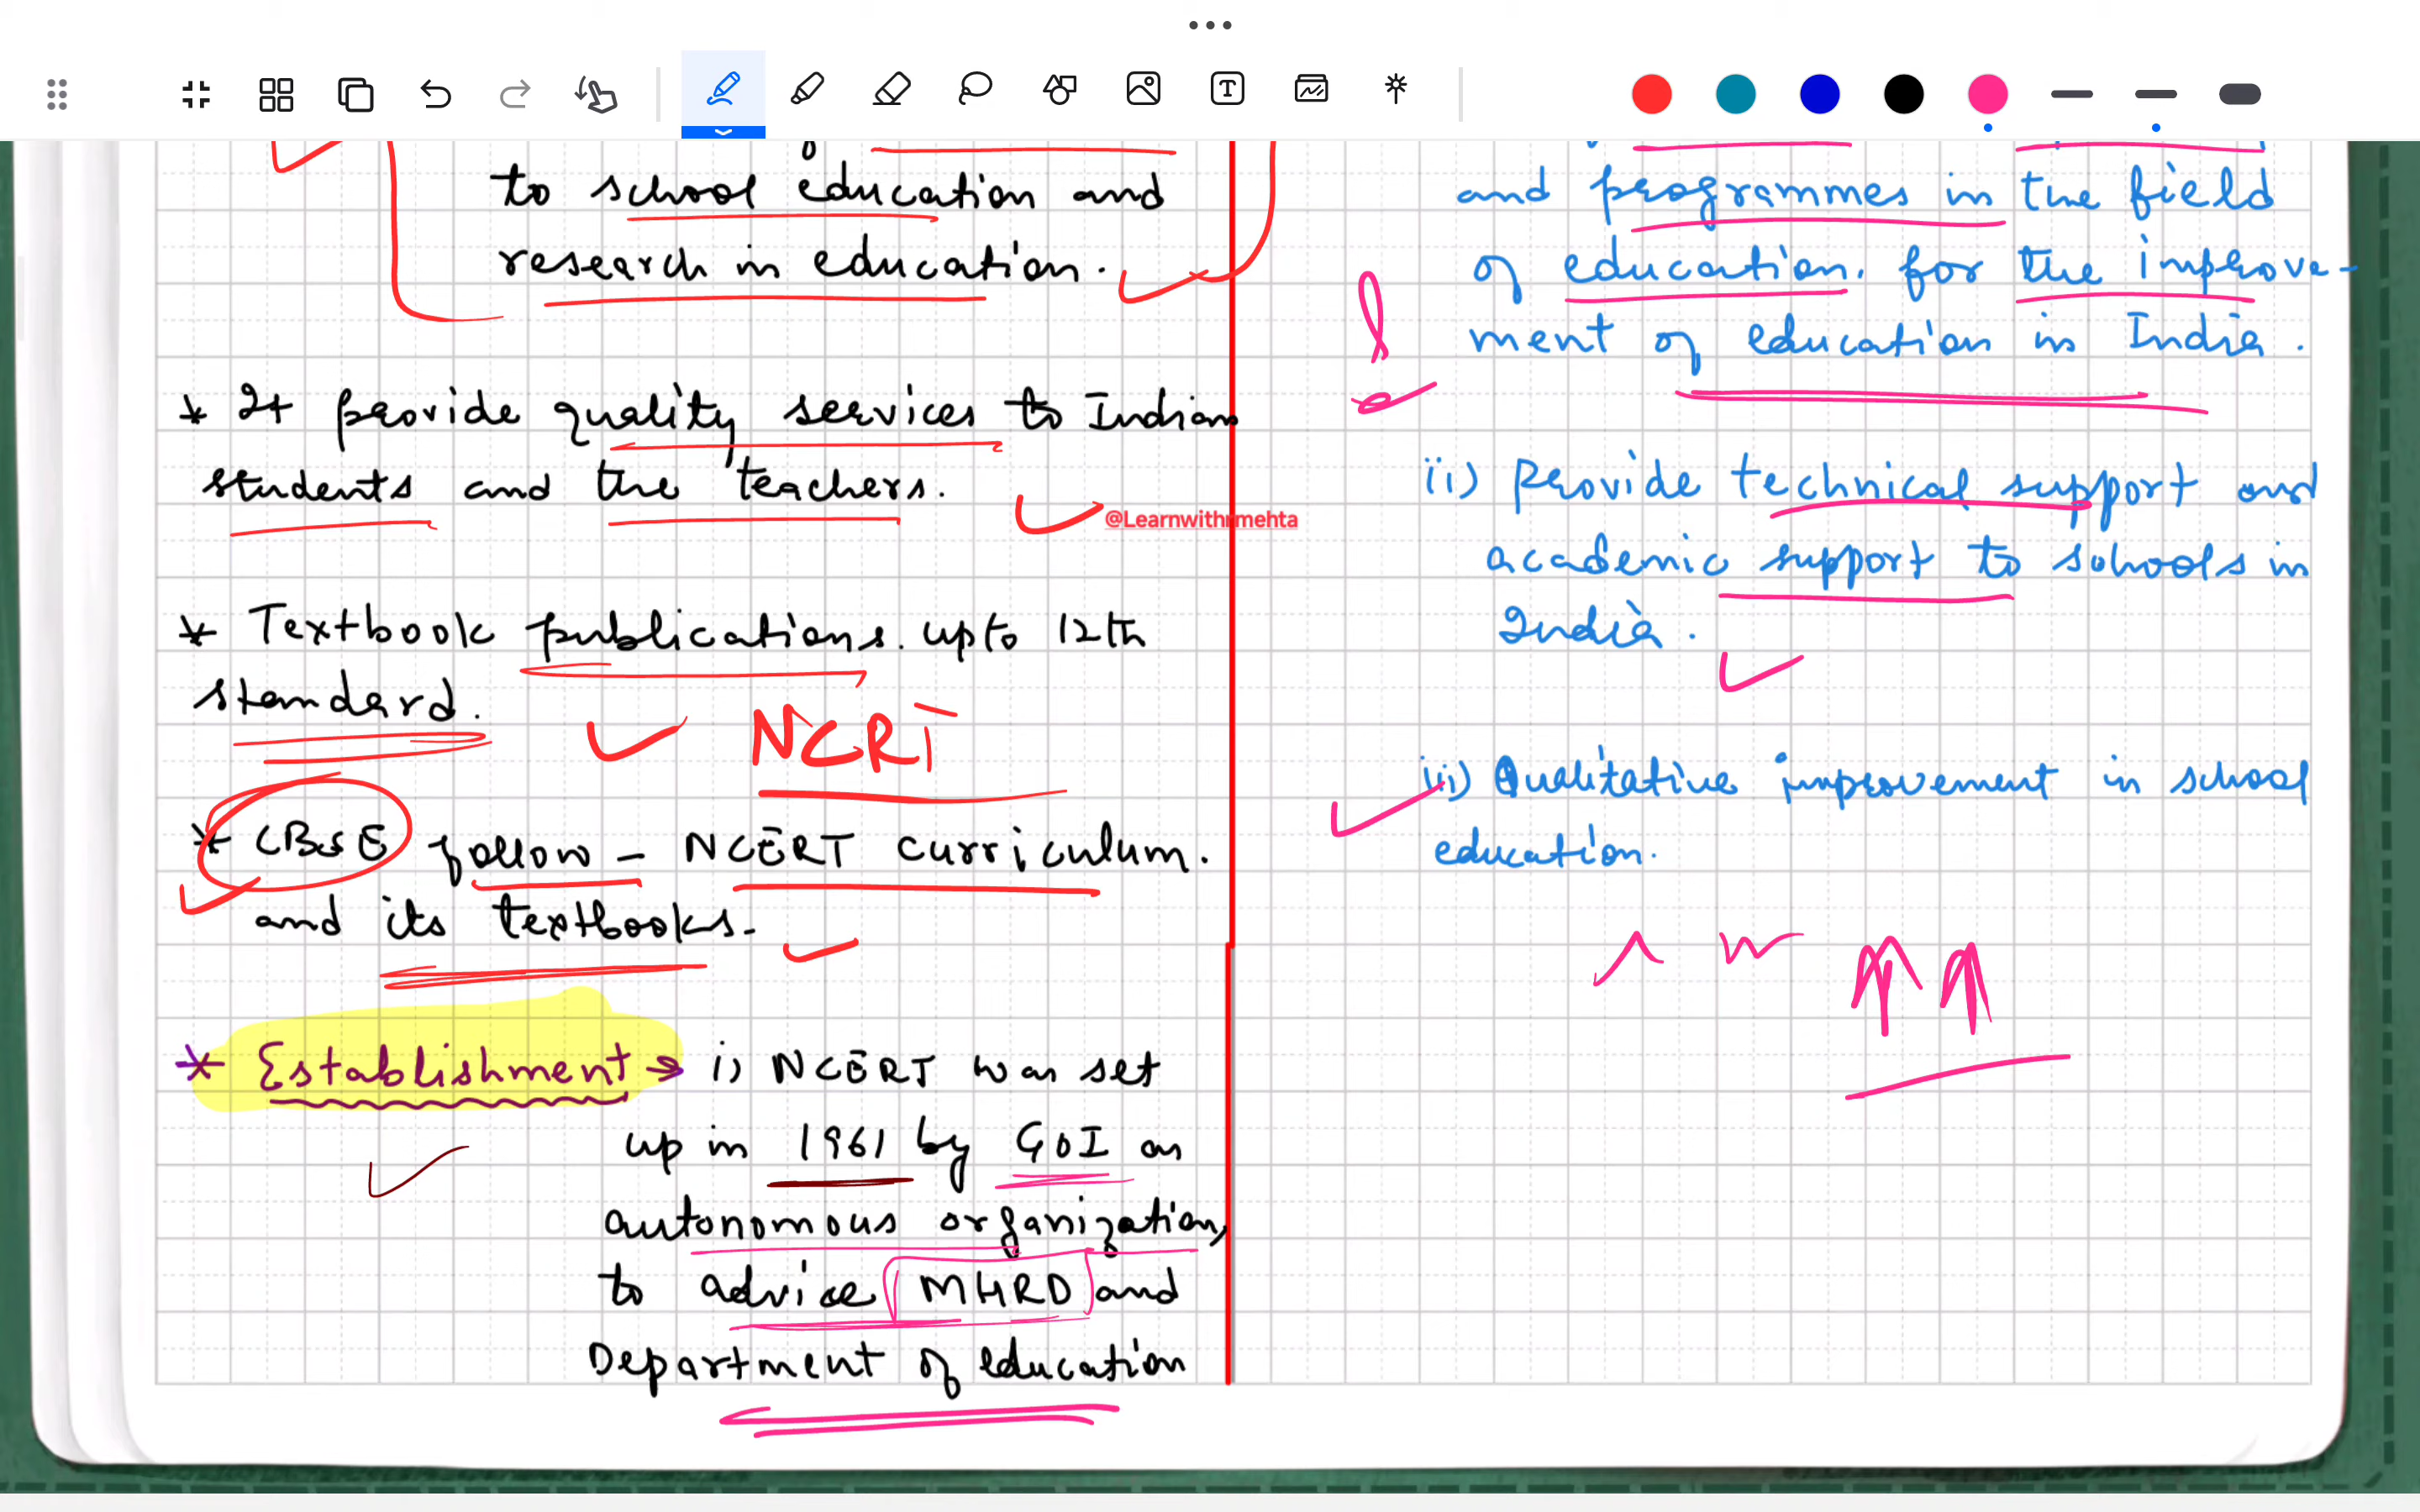 to school education and
research in education.
* It provide quality services to Indian
students and the teachers.
@Learnwithmehta
* Textbook publications. upto 12th
standard.
NCRT
* CBSE follow - NCERT curriculum.
and its textbooks.
* Establishment → i) NCERT was set
up in 1961 by GOI an
autonomous organization,
to advice MHRD and
Department of education
and programmes in the field
of education. for the improve-
ment of education in India.
ii) Provide technical support and
academic support to schools in
India.
iii) Qualitative improvement in school
education.